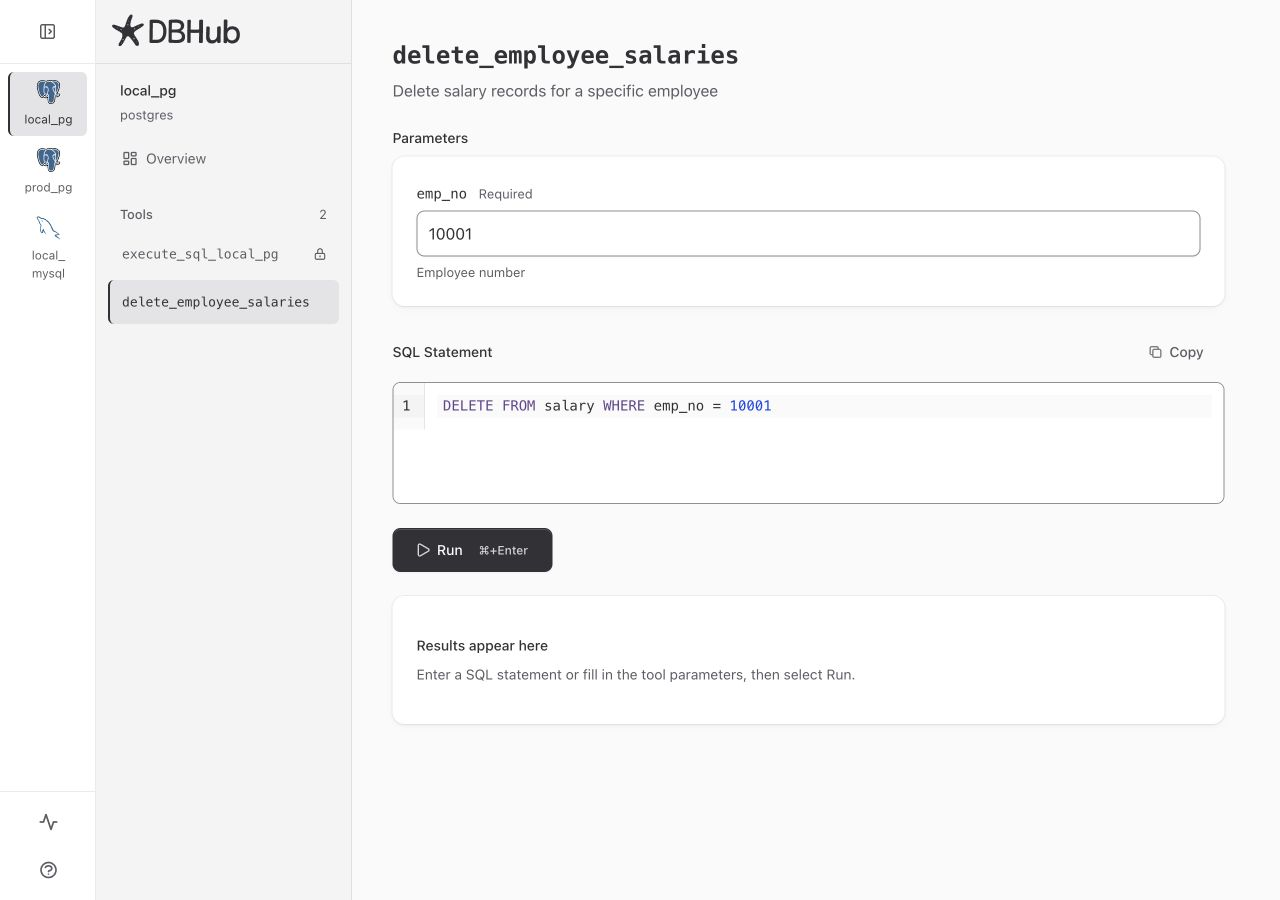 DBHub
local_pg
prod_pg
local_
mysql
local_pg
postgres
Overview
Tools 2
execute_sql_local_pg
delete_employee_salaries
delete_employee_salaries
Delete salary records for a specific employee
Parameters
emp_no Required
10001
Employee number
SQL Statement Copy
1 DELETE FROM salary WHERE emp_no = 10001
Run ⌘+Enter
Results appear here
Enter a SQL statement or fill in the tool parameters, then select Run.